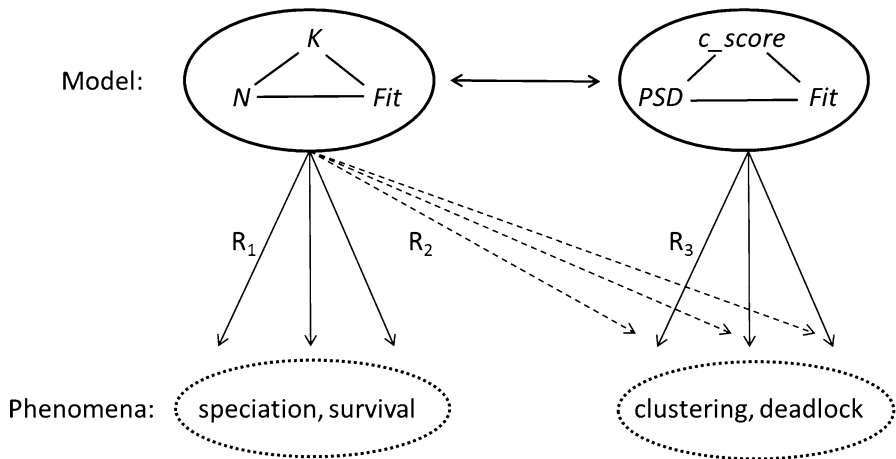 K
c_score
Model:
N
Fit
PSD
Fit
R1
R2
R3
Phenomena:
speciation, survival
clustering, deadlock